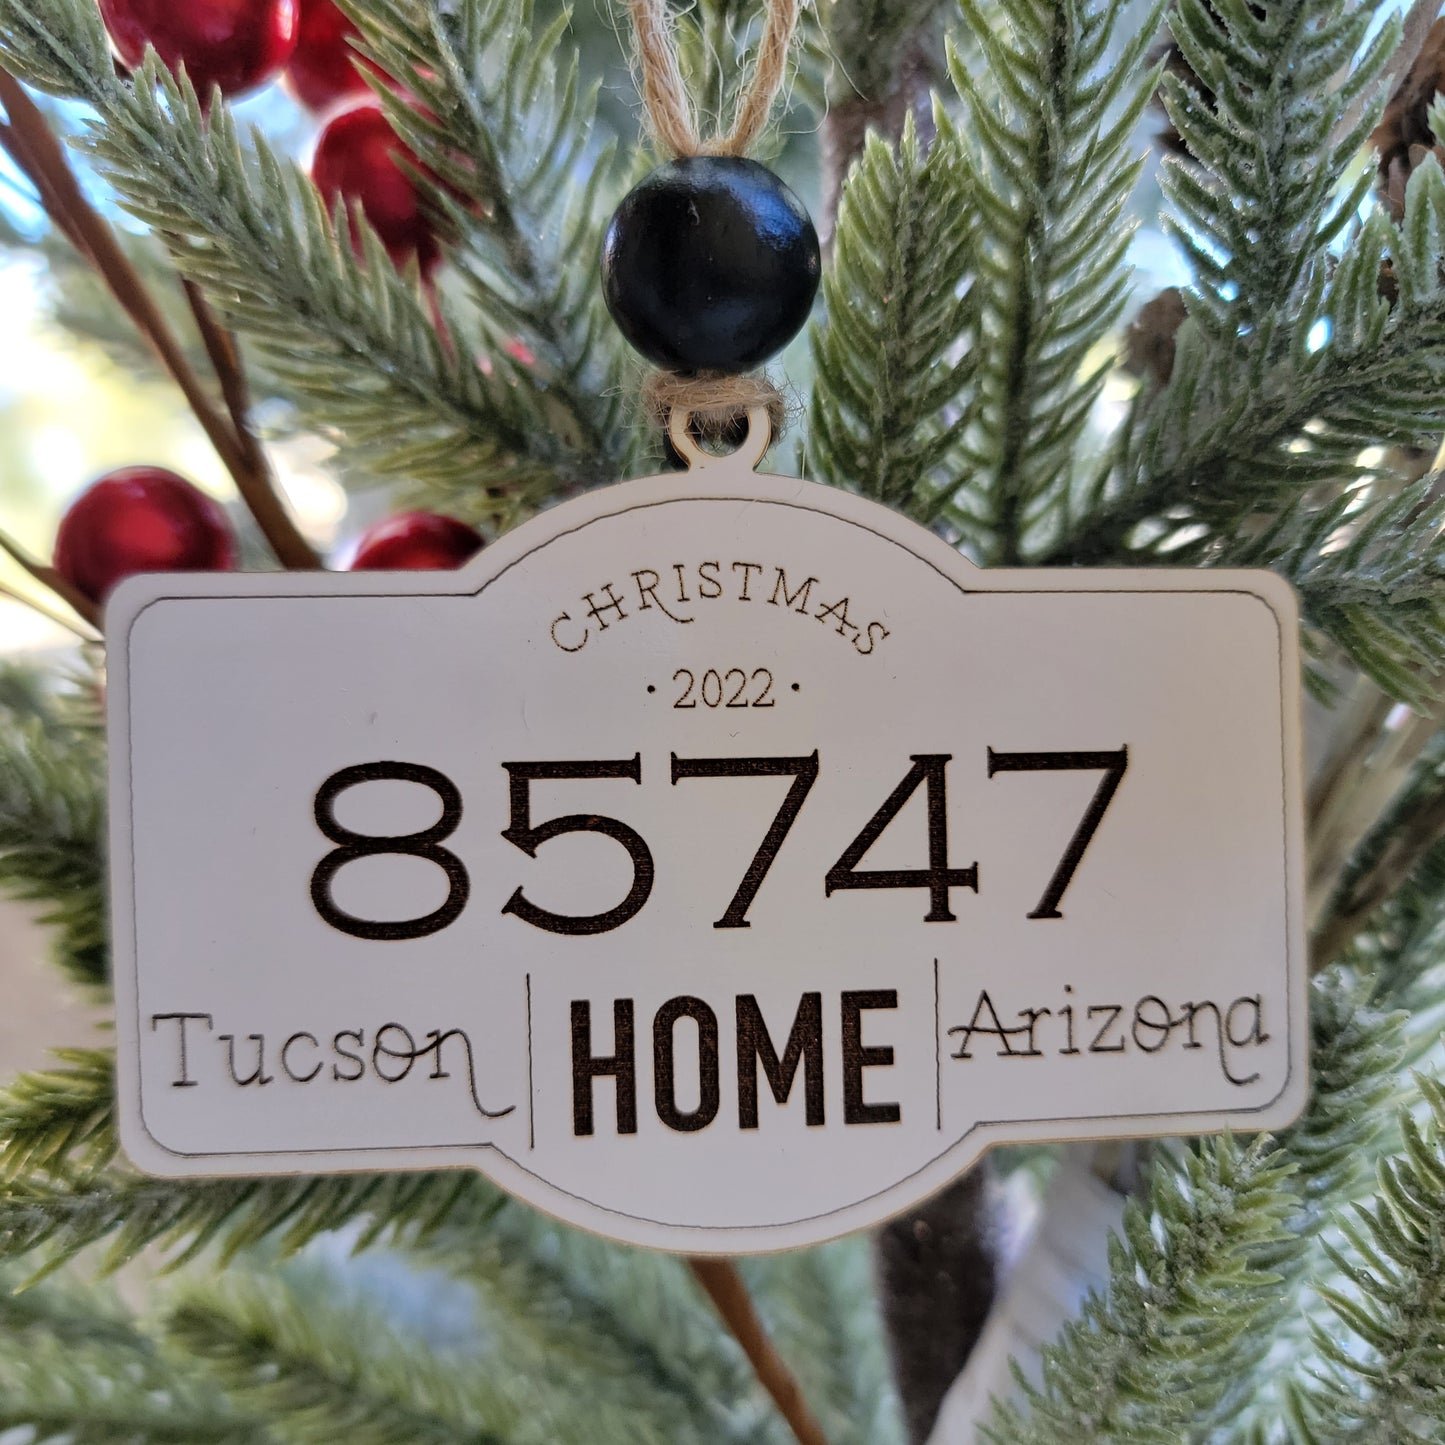 CHRISTMAS
· 2022 ·
85747
Tucson | HOME | Arizona